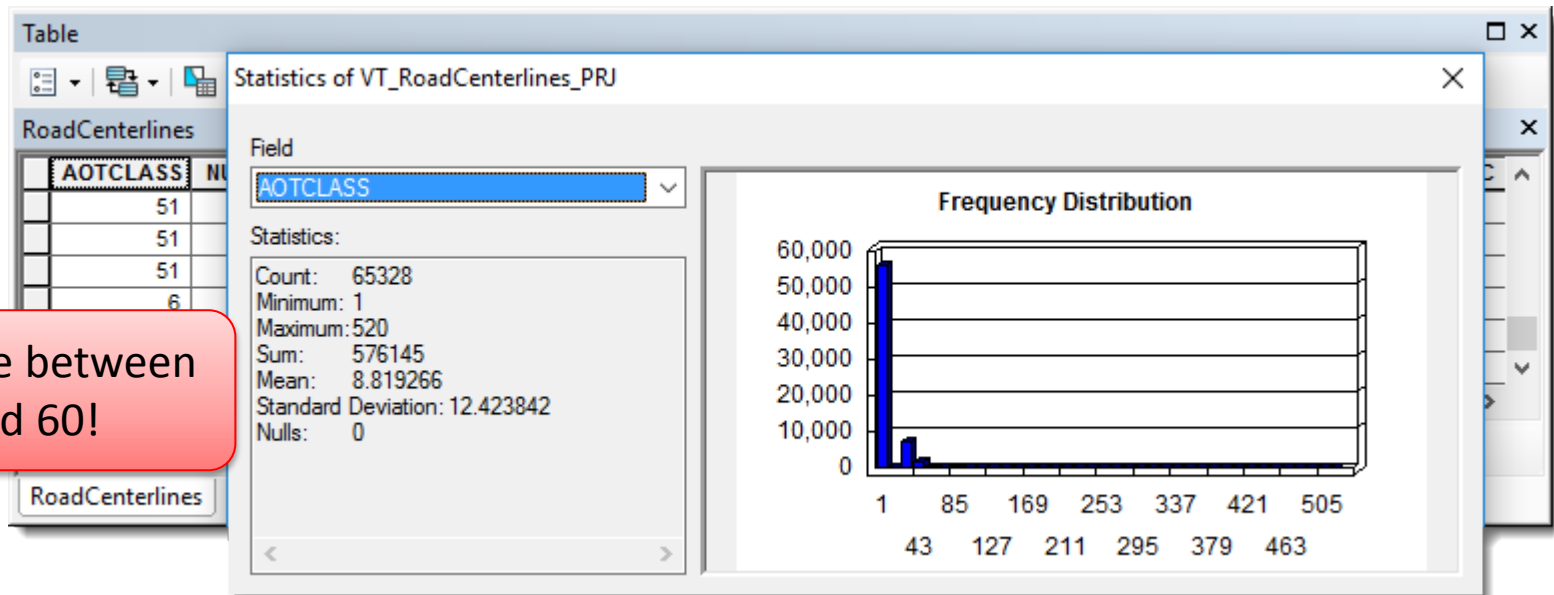 Table
Statistics of VT_RoadCenterlines_PRJ
RoadCenterlines
AOTCLASS
51
51
51
6
e between
d 60!
RoadCenterlines
Field
AOTCLASS
Statistics:
Count: 65328
Minimum: 1
Maximum: 520
Sum: 576145
Mean: 8.819266
Standard Deviation: 12.423842
Nulls: 0
Frequency Distribution
60,000
50,000
40,000
30,000
20,000
10,000
0
1 85 169 253 337 421 505
43 127 211 295 379 463